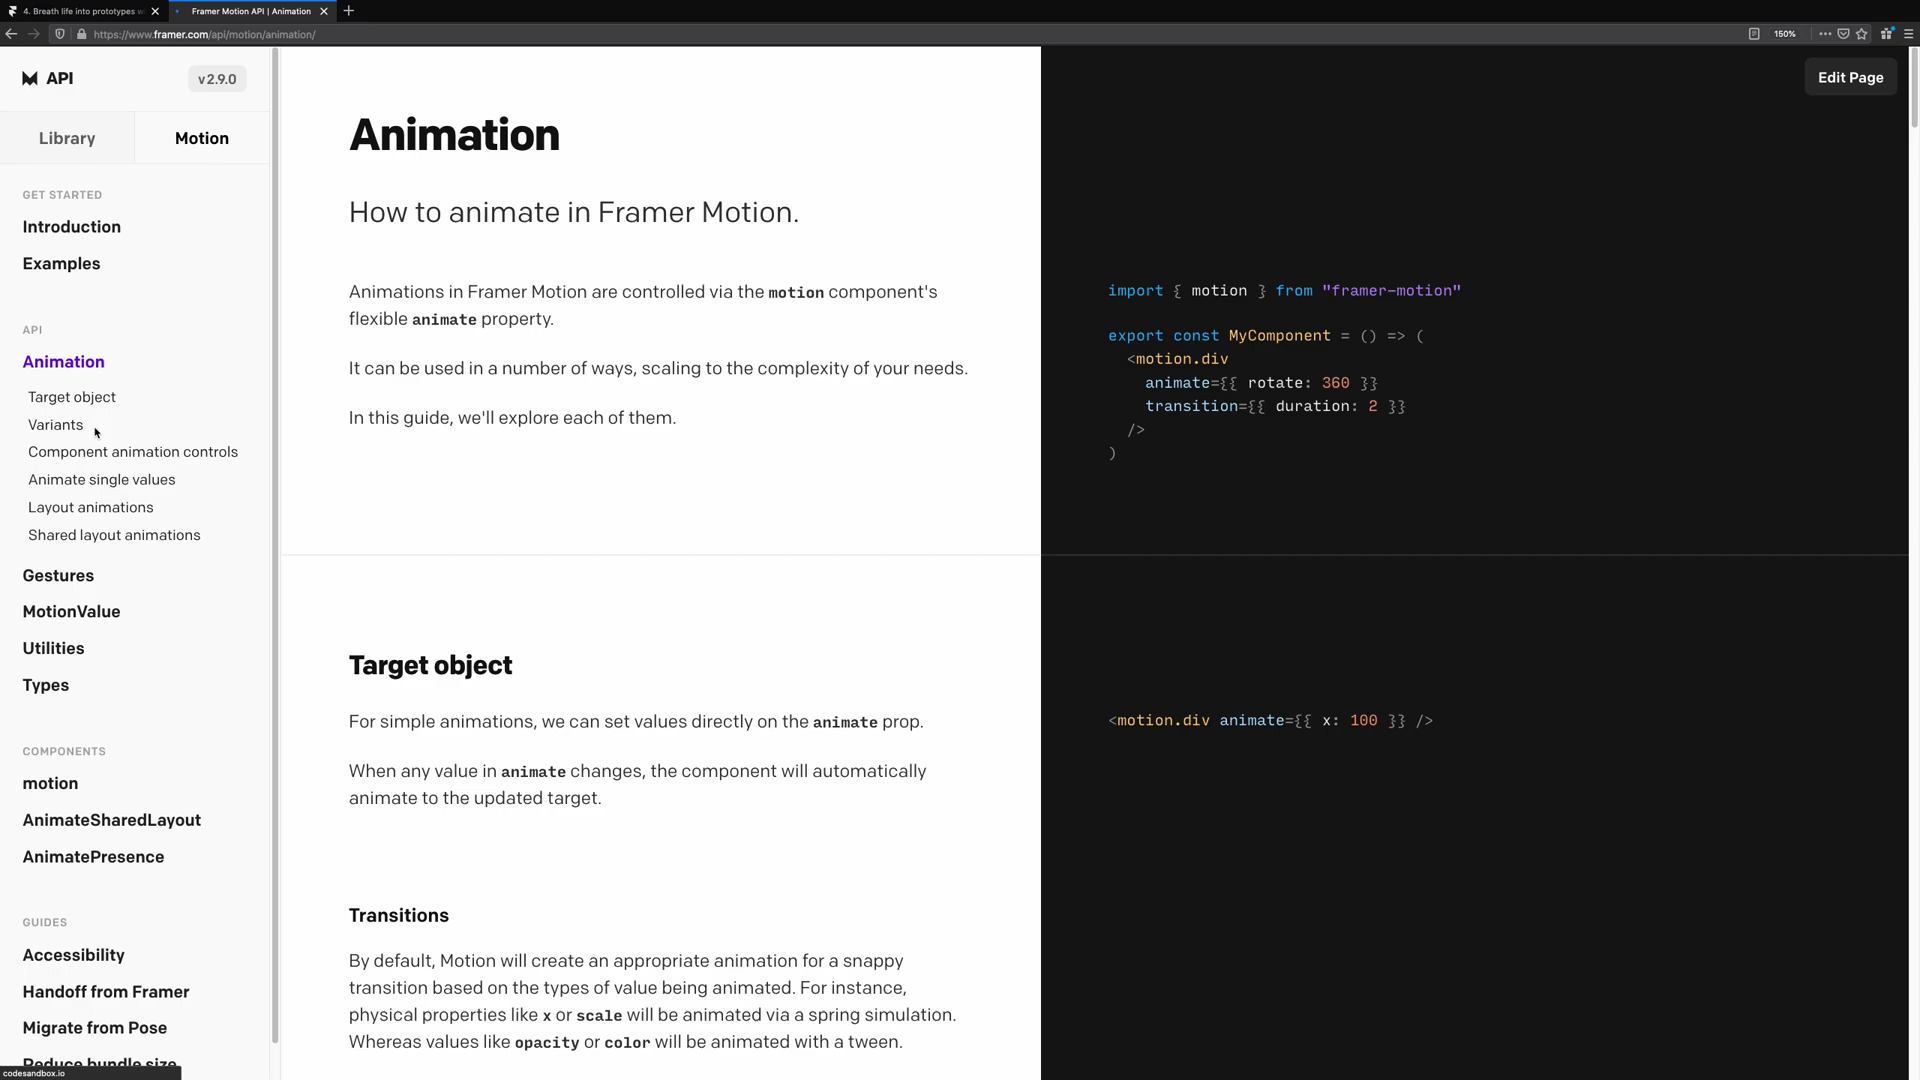 4. Breath life into prototypes w
Framer Motion API | Animation
https://www.framer.com/api/motion/animation/
150%
API
v2.9.0
Library
Motion
GET STARTED
Introduction
Examples
API
Animation
Target object
Variants
Component animation controls
Animate single values
Layout animations
Shared layout animations
Gestures
MotionValue
Utilities
Types
COMPONENTS
motion
AnimateSharedLayout
AnimatePresence
GUIDES
Accessibility
Handoff from Framer
Migrate from Pose
Reduce bundle size
codesandbox.io
Animation
How to animate in Framer Motion.
Animations in Framer Motion are controlled via the motion component's
flexible animate property.
It can be used in a number of ways, scaling to the complexity of your needs.
In this guide, we'll explore each of them.
Target object
For simple animations, we can set values directly on the animate prop.
When any value in animate changes, the component will automatically
animate to the updated target.
Transitions
By default, Motion will create an appropriate animation for a snappy
transition based on the types of value being animated. For instance,
physical properties like x or scale will be animated via a spring simulation.
Whereas values like opacity or color will be animated with a tween.
Edit Page
import { motion } from "framer-motion"
export const MyComponent = () => (
<motion.div
animate={{ rotate: 360 }}
transition={{ duration: 2 }}
/>
)
<motion.div animate={{ x: 100 }} />